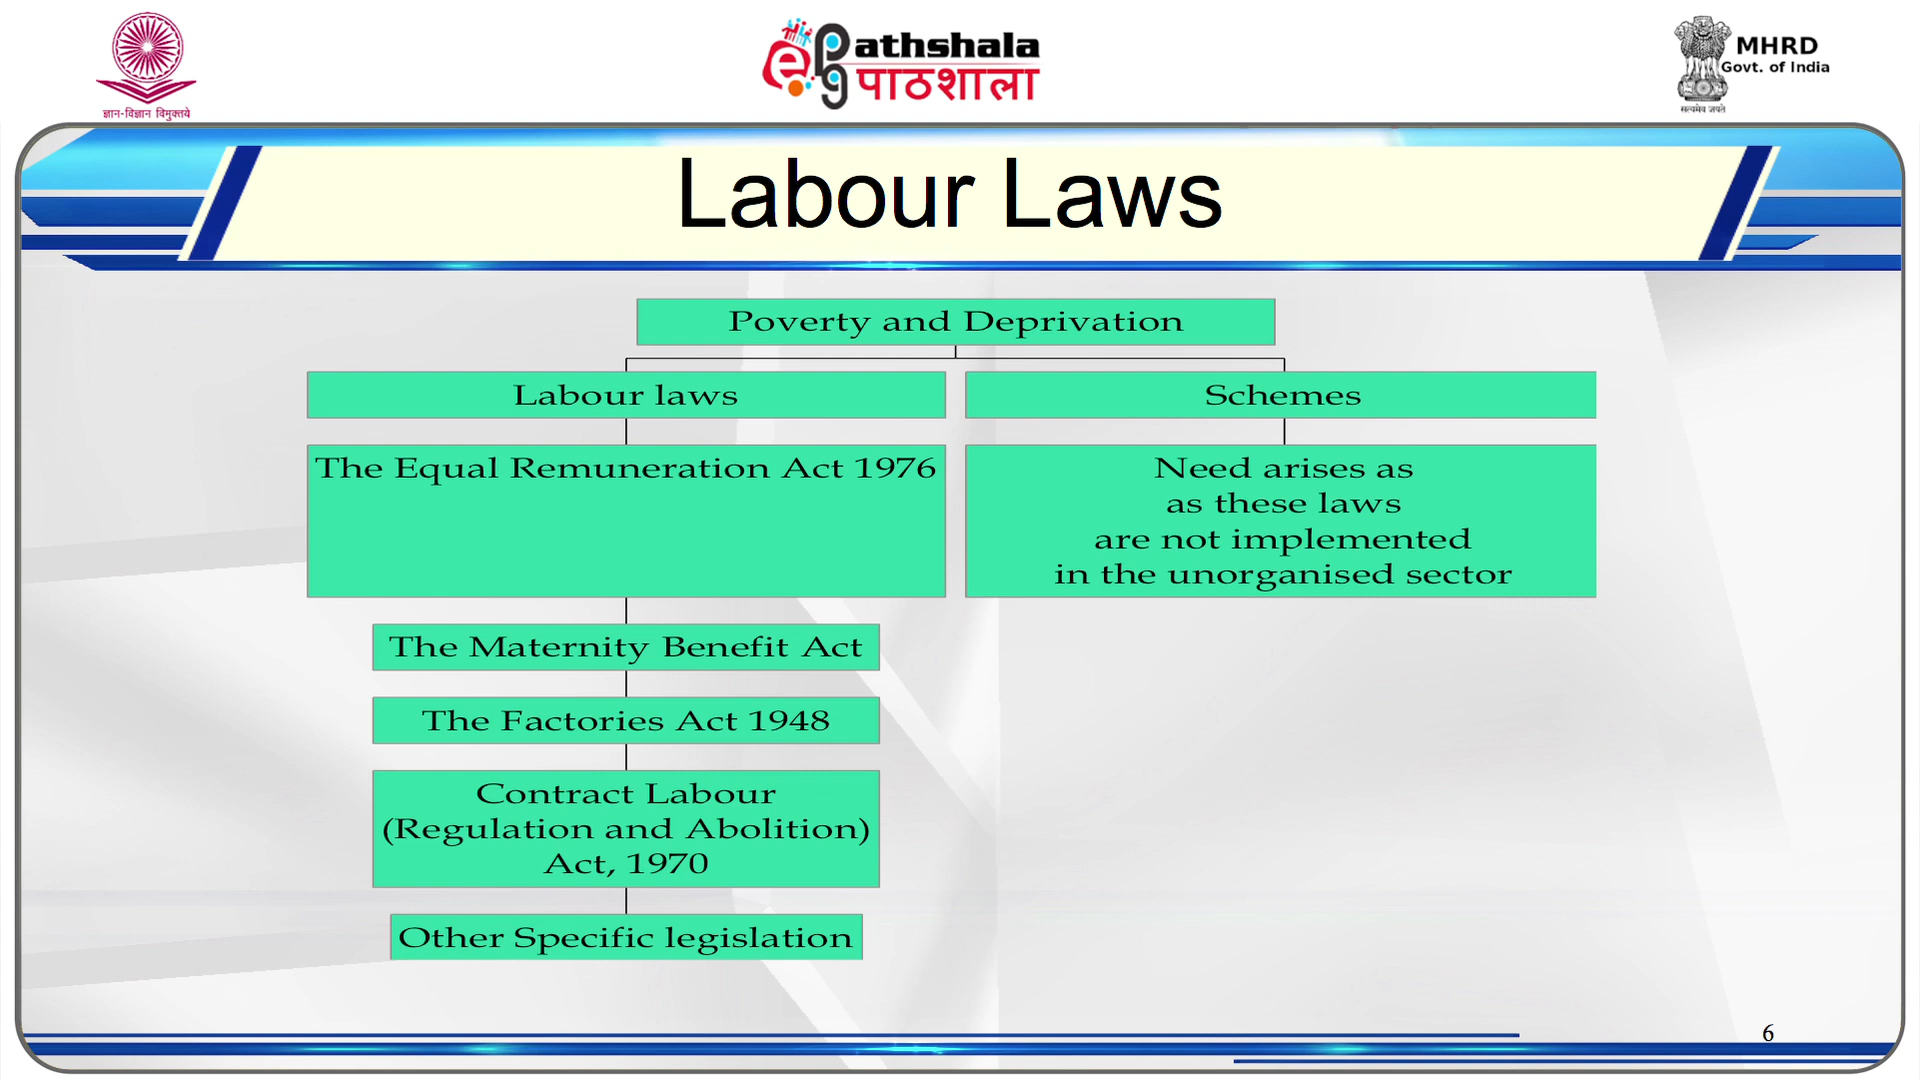 ज्ञान-विज्ञान विमुक्तये
ePGPathshala
पाठशाला
MHRD
Govt. of India
सत्यमेव जयते
Labour Laws
Poverty and Deprivation
Labour laws
Schemes
The Equal Remuneration Act 1976
Need arises as
as these laws
are not implemented
in the unorganised sector
The Maternity Benefit Act
The Factories Act 1948
Contract Labour
(Regulation and Abolition)
Act, 1970
Other Specific legislation
6